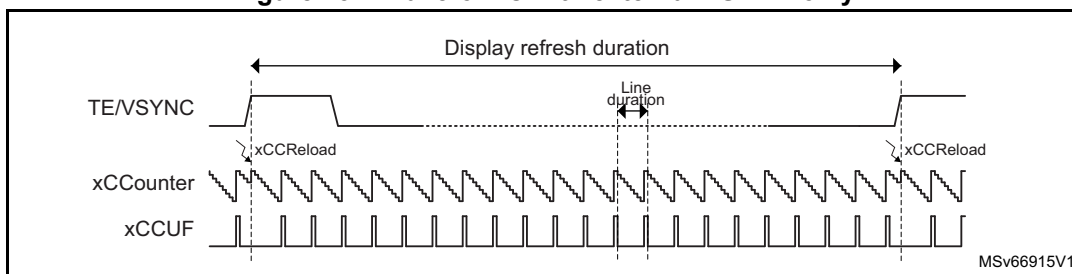 Display refresh duration
Line
duration
TE/VSYNC
xCCReload
xCCReload
xCCounter
xCCUF
MSv66915V1